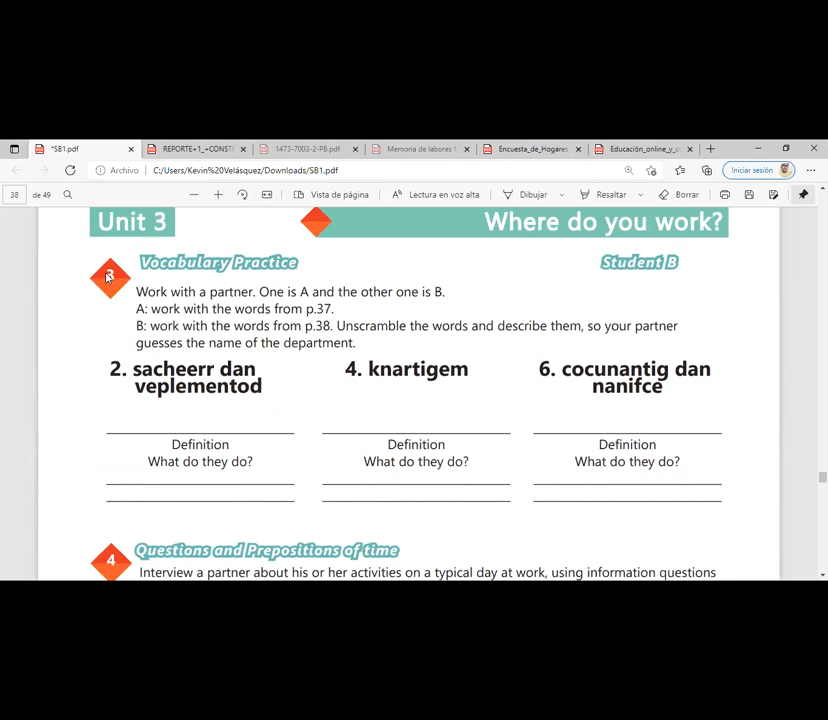 *SB1.pdf
REPORTE+1_+CONSTI
1473-7003-2-PB.pdf
Memoria de labores M
Encuesta_de_Hogares
Educación_online_y_c
Archivo
C:/Users/Kevin%20Velásquez/Downloads/SB1.pdf
Iniciar sesión
38 de 49
Vista de página
Lectura en voz alta
Dibujar
Resaltar
Borrar
Unit 3
Where do you work?
3
Vocabulary Practice
Student B
Work with a partner. One is A and the other one is B.
A: work with the words from p.37.
B: work with the words from p.38. Unscramble the words and describe them, so your partner
guesses the name of the department.
2. sacheerr dan
veplementod
4. knartigem
6. cocunantig dan
nanifce
Definition
What do they do?
Definition
What do they do?
Definition
What do they do?
4
Questions and Prepositions of time
Interview a partner about his or her activities on a typical day at work, using information questions